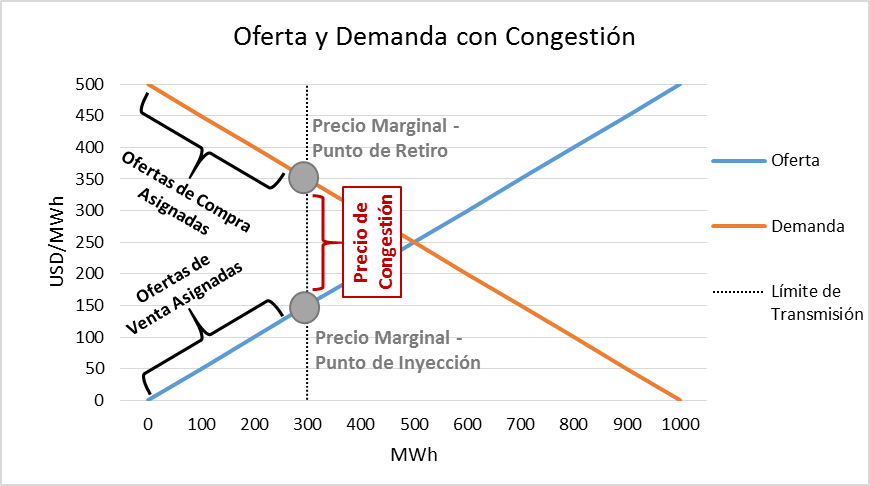 Oferta y Demanda con Congestión
500
450
400
350
300
250
200
150
100
50
0
USD/MWh
0 100 200 300 400 500 600 700 800 900 1000
MWh
Ofertas de Compra
Asignadas
Ofertas de
Venta Asignadas
Precio Marginal -
Punto de Retiro
Precio de
Congestión
Precio Marginal -
Punto de Inyección
Oferta
Demanda
Límite de
Transmisión